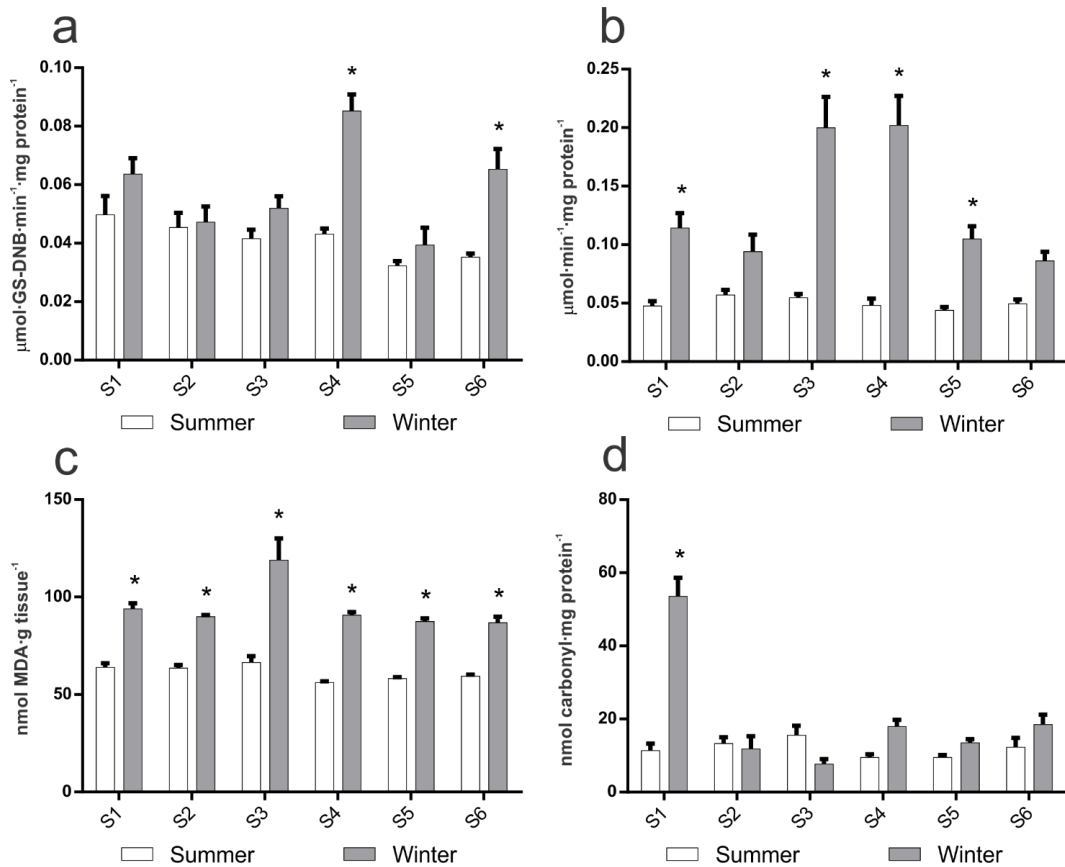 a
μmol·GS-DNB·min⁻¹·mg protein⁻¹
0.10
0.08
0.06
0.04
0.02
0.00
*
*
S1 S2 S3 S4 S5 S6
Summer Winter
b
μmol·min⁻¹·mg protein⁻¹
0.25
0.20
0.15
0.10
0.05
0.00
*
* *
*
S1 S2 S3 S4 S5 S6
Summer Winter
c
nmol MDA·g tissue⁻¹
150
100
50
0
* * * * * *
S1 S2 S3 S4 S5 S6
Summer Winter
d
nmol carbonyl·mg protein⁻¹
80
60
40
20
0
*
S1 S2 S3 S4 S5 S6
Summer Winter